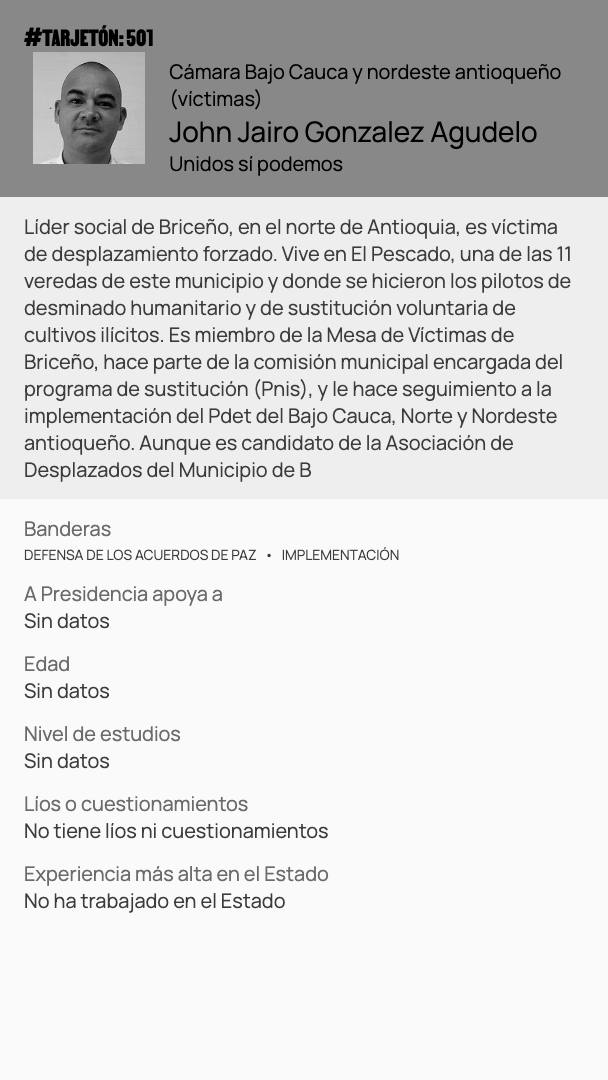 #TARJETÓN: 501
Cámara Bajo Cauca y nordeste antioqueño
(víctimas)
John Jairo Gonzalez Agudelo
Unidos sí podemos
Líder social de Briceño, en el norte de Antioquia, es víctima
de desplazamiento forzado. Vive en El Pescado, una de las 11
veredas de este municipio y donde se hicieron los pilotos de
desminado humanitario y de sustitución voluntaria de
cultivos ilícitos. Es miembro de la Mesa de Víctimas de
Briceño, hace parte de la comisión municipal encargada del
programa de sustitución (Pnis), y le hace seguimiento a la
implementación del Pdet del Bajo Cauca, Norte y Nordeste
antioqueño. Aunque es candidato de la Asociación de
Desplazados del Municipio de B
Banderas
DEFENSA DE LOS ACUERDOS DE PAZ • IMPLEMENTACIÓN
A Presidencia apoya a
Sin datos
Edad
Sin datos
Nivel de estudios
Sin datos
Líos o cuestionamientos
No tiene líos ni cuestionamientos
Experiencia más alta en el Estado
No ha trabajado en el Estado